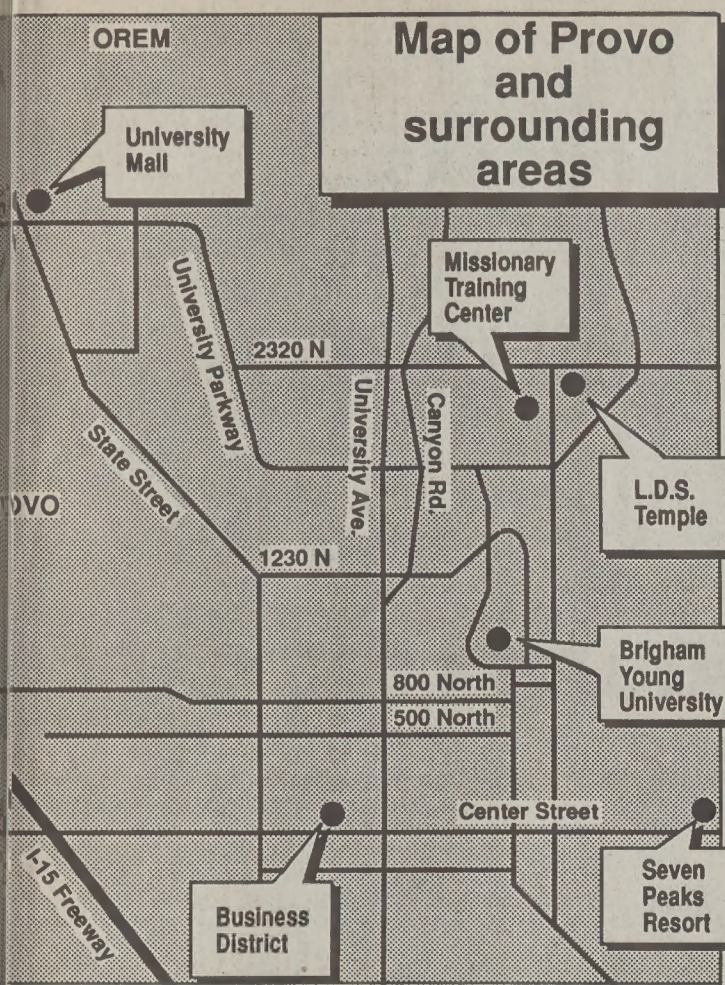 OREM
Map of Provo
and
surrounding
areas
University
Mall
Missionary
Training
Center
University Parkway
2320 N
University Ave.
Canyon Rd.
State Street
L.D.S.
Temple
OVO
1230 N
Brigham
Young
University
800 North
500 North
Center Street
I-15 Freeway
Business
District
Seven
Peaks
Resort